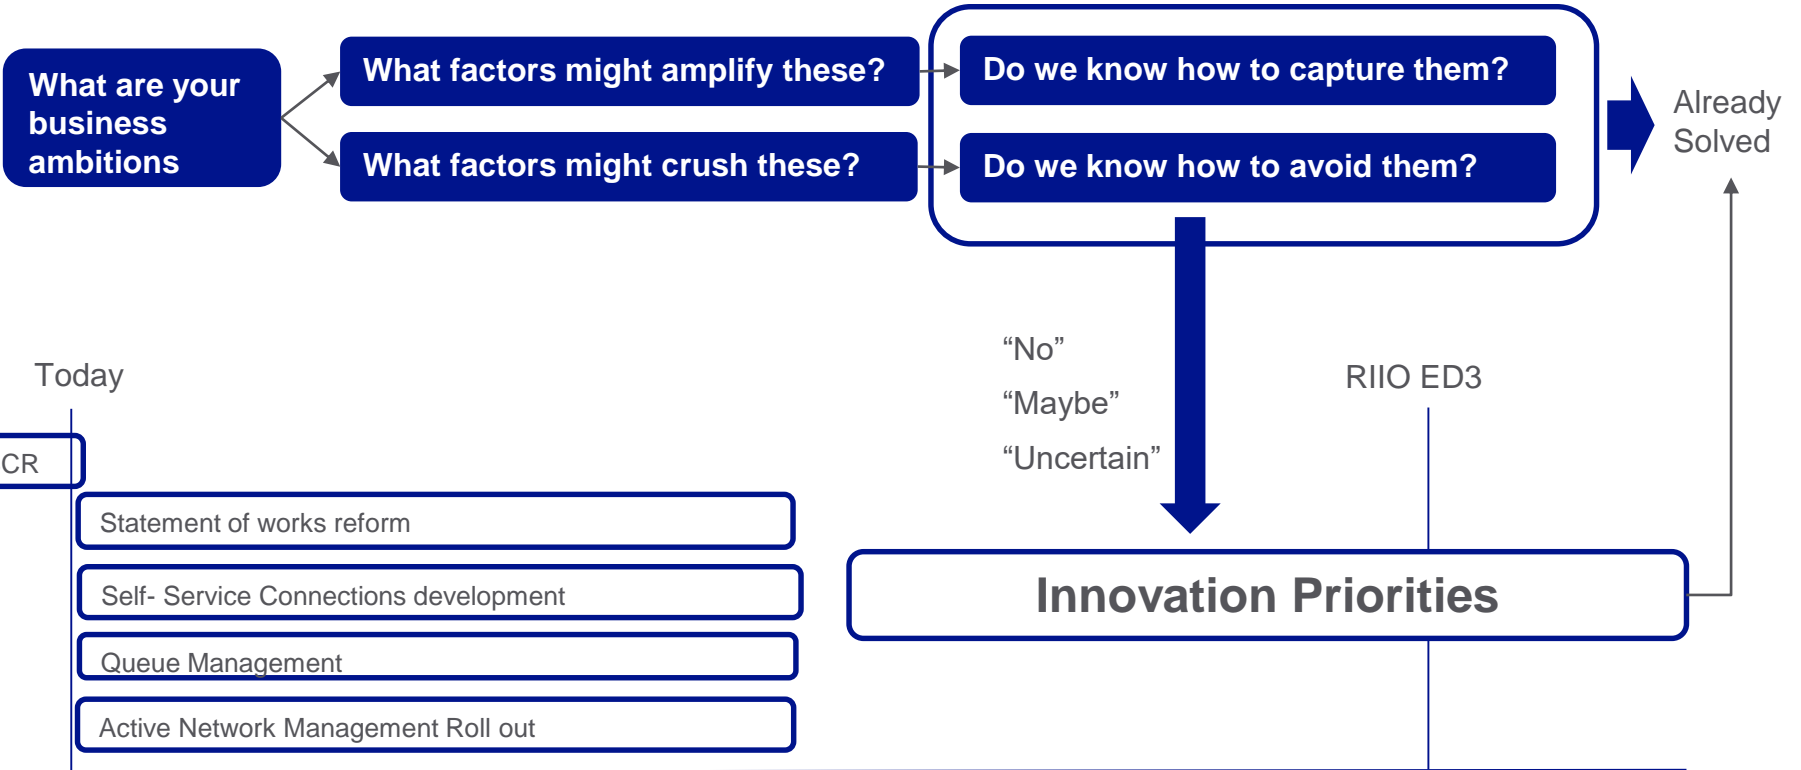 What are your
business
ambitions
What factors might amplify these?
Do we know how to capture them?
Already
Solved
What factors might crush these?
Do we know how to avoid them?
“No”
“Maybe”
“Uncertain”
Today
RIIO ED3
CR
Statement of works reform
Self- Service Connections development
Innovation Priorities
Queue Management
Active Network Management Roll out